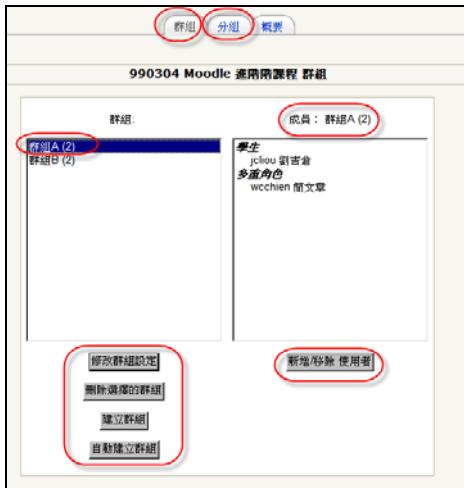 群組 分組 概要
990304 Moodle 進階階課程 群組
群組:
群組A (2)
群組B (2)
成員： 群組A (2)
學生
jcliou 劉吉倉
多重角色
wcchien 簡文章
修改群組設定
刪除選擇的群組
建立群組
自動建立群組
新增/移除 使用者